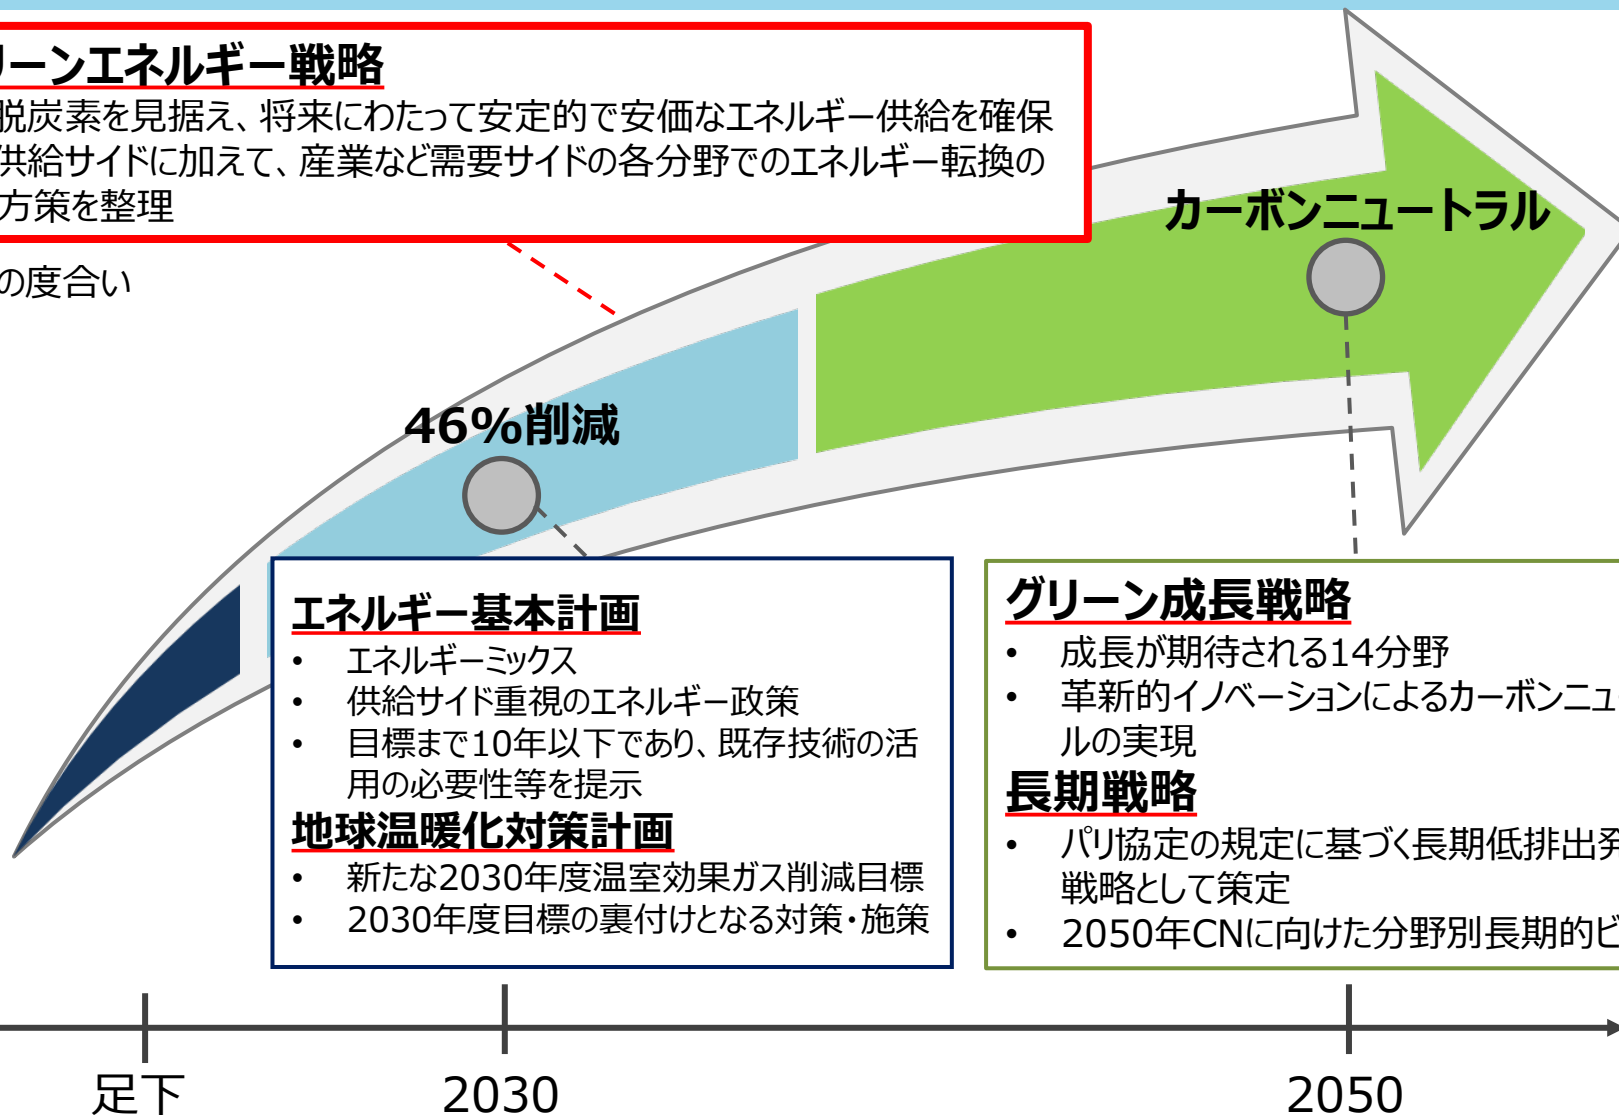 リーンエネルギー戦略
脱炭素を見据え、将来にわたって安定的で安価なエネルギー供給を確保
供給サイドに加えて、産業など需要サイドの各分野でのエネルギー転換の
方策を整理
の度合い
カーボンニュートラル
46%削減
エネルギー基本計画
• エネルギーミックス
• 供給サイド重視のエネルギー政策
• 目標まで10年以下であり、既存技術の活
用の必要性等を提示
地球温暖化対策計画
• 新たな2030年度温室効果ガス削減目標
• 2030年度目標の裏付けとなる対策・施策
グリーン成長戦略
• 成長が期待される14分野
• 革新的イノベーションによるカーボンニュ
ルの実現
長期戦略
• パリ協定の規定に基づく長期低排出発
戦略として策定
• 2050年CNに向けた分野別長期的ビ
足下
2030
2050